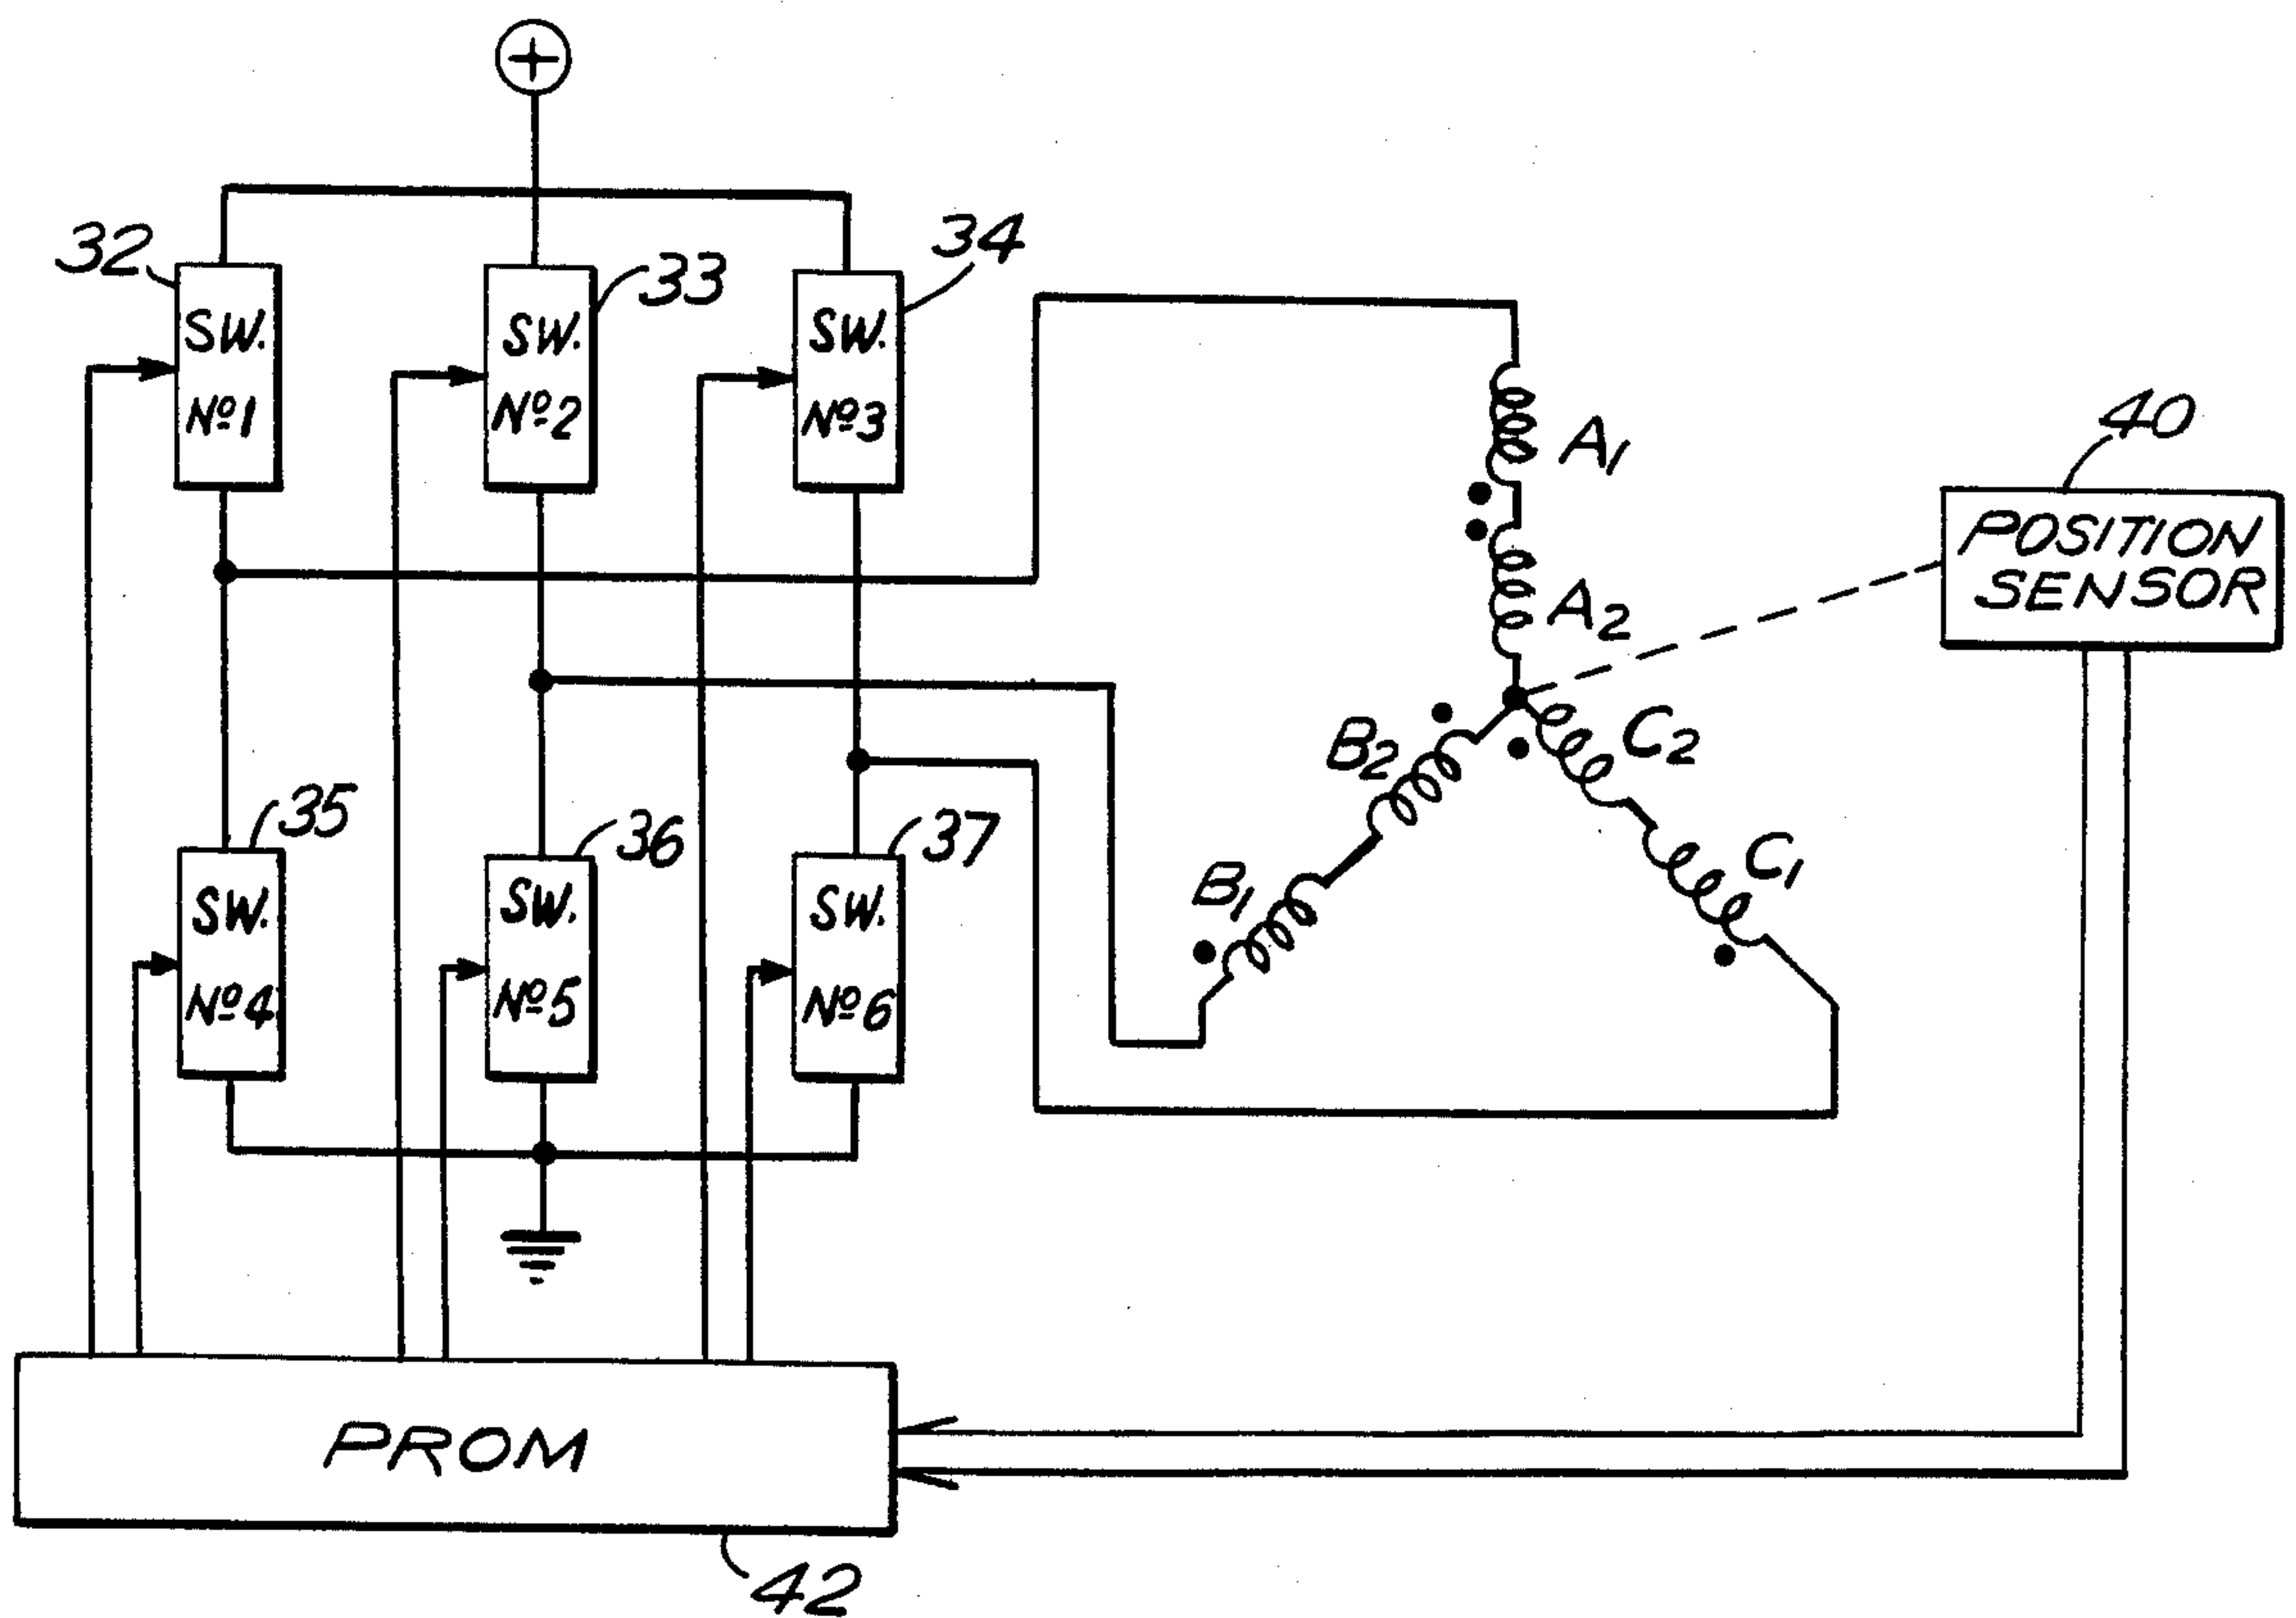 +
32
SW.
Nº1
33
SW.
Nº2
34
SW.
Nº3
A1
A2
40
POSITION
SENSOR
B2
C2
B1
C1
35
SW.
Nº4
36
SW.
Nº5
37
SW.
Nº6
PROM
42